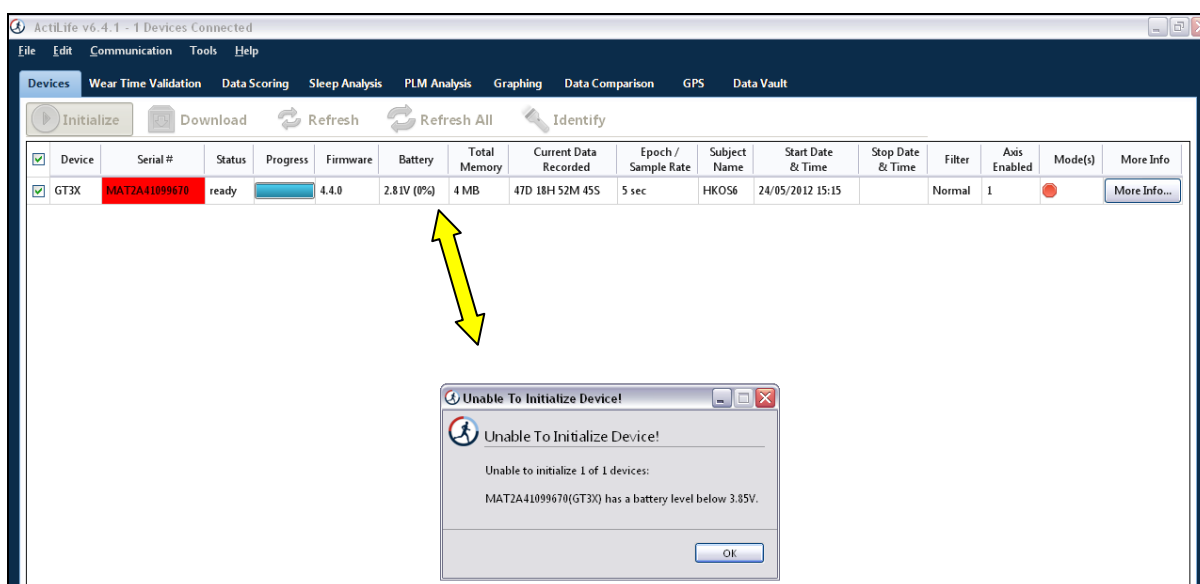 ActiLife v6.4.1 - 1 Devices Connected
File Edit Communication Tools Help
Devices Wear Time Validation Data Scoring Sleep Analysis PLM Analysis Graphing Data Comparison GPS Data Vault
Initialize Download Refresh Refresh All Identify
Device Serial # Status Progress Firmware Battery Total Memory Current Data Recorded Epoch / Sample Rate Subject Name Start Date & Time Stop Date & Time Filter Axis Enabled Mode(s) More Info
GT3X MAT2A41099670 ready 4.4.0 2.81V (0%) 4 MB 47D 18H 52M 45S 5 sec HKOS6 24/05/2012 15:15 Normal 1 More Info...
Unable To Initialize Device!
Unable To Initialize Device!
Unable to initialize 1 of 1 devices:
MAT2A41099670(GT3X) has a battery level below 3.85V.
OK